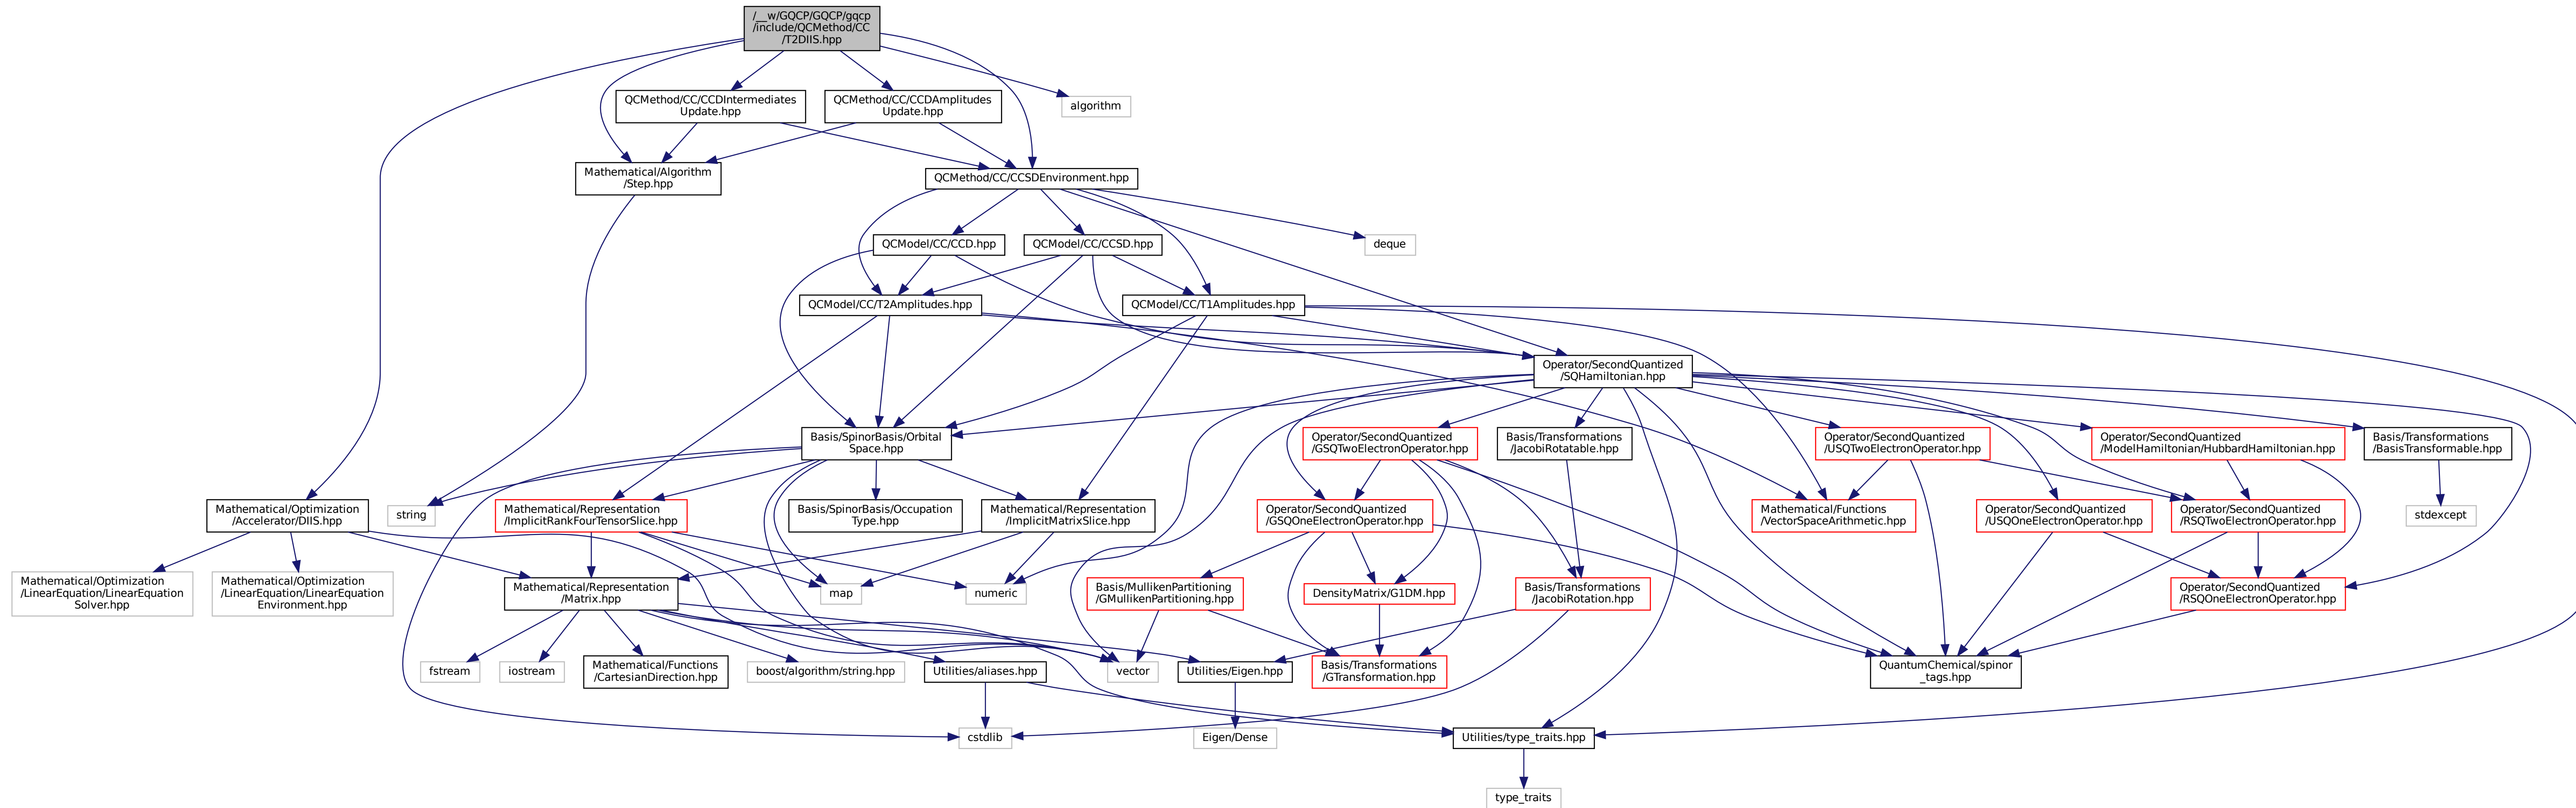 /__w/GQCP/GQCP/gqcp
/include/QCMethod/CC
/T2DIIS.hpp
QCMethod/CC/CCDIntermediates
Update.hpp
QCMethod/CC/CCDAmplitudes
Update.hpp
algorithm
Mathematical/Algorithm
/Step.hpp
QCMethod/CC/CCSDEnvironment.hpp
QCModel/CC/CCD.hpp
QCModel/CC/CCSD.hpp
deque
QCModel/CC/T2Amplitudes.hpp
QCModel/CC/T1Amplitudes.hpp
Operator/SecondQuantized
/SQHamiltonian.hpp
Basis/SpinorBasis/Orbital
Space.hpp
Operator/SecondQuantized
/GSQTwoElectronOperator.hpp
Basis/Transformations
/JacobiRotatable.hpp
Operator/SecondQuantized
/USQTwoElectronOperator.hpp
Operator/SecondQuantized
/ModelHamiltonian/HubbardHamiltonian.hpp
Basis/Transformations
/BasisTransformable.hpp
Mathematical/Optimization
/Accelerator/DIIS.hpp
string
Mathematical/Representation
/ImplicitRankFourTensorSlice.hpp
Basis/SpinorBasis/Occupation
Type.hpp
Mathematical/Representation
/ImplicitMatrixSlice.hpp
Operator/SecondQuantized
/GSQOneElectronOperator.hpp
Mathematical/Functions
/VectorSpaceArithmetic.hpp
Operator/SecondQuantized
/USQOneElectronOperator.hpp
Operator/SecondQuantized
/RSQTwoElectronOperator.hpp
stdexcept
Mathematical/Optimization
/LinearEquation/LinearEquation
Solver.hpp
Mathematical/Optimization
/LinearEquation/LinearEquation
Environment.hpp
Mathematical/Representation
/Matrix.hpp
map
numeric
Basis/MullikenPartitioning
/GMullikenPartitioning.hpp
DensityMatrix/G1DM.hpp
Basis/Transformations
/JacobiRotation.hpp
Operator/SecondQuantized
/RSQOneElectronOperator.hpp
fstream
iostream
Mathematical/Functions
/CartesianDirection.hpp
boost/algorithm/string.hpp
Utilities/aliases.hpp
vector
Utilities/Eigen.hpp
Basis/Transformations
/GTransformation.hpp
QuantumChemical/spinor
_tags.hpp
cstdlib
Eigen/Dense
Utilities/type_traits.hpp
type_traits